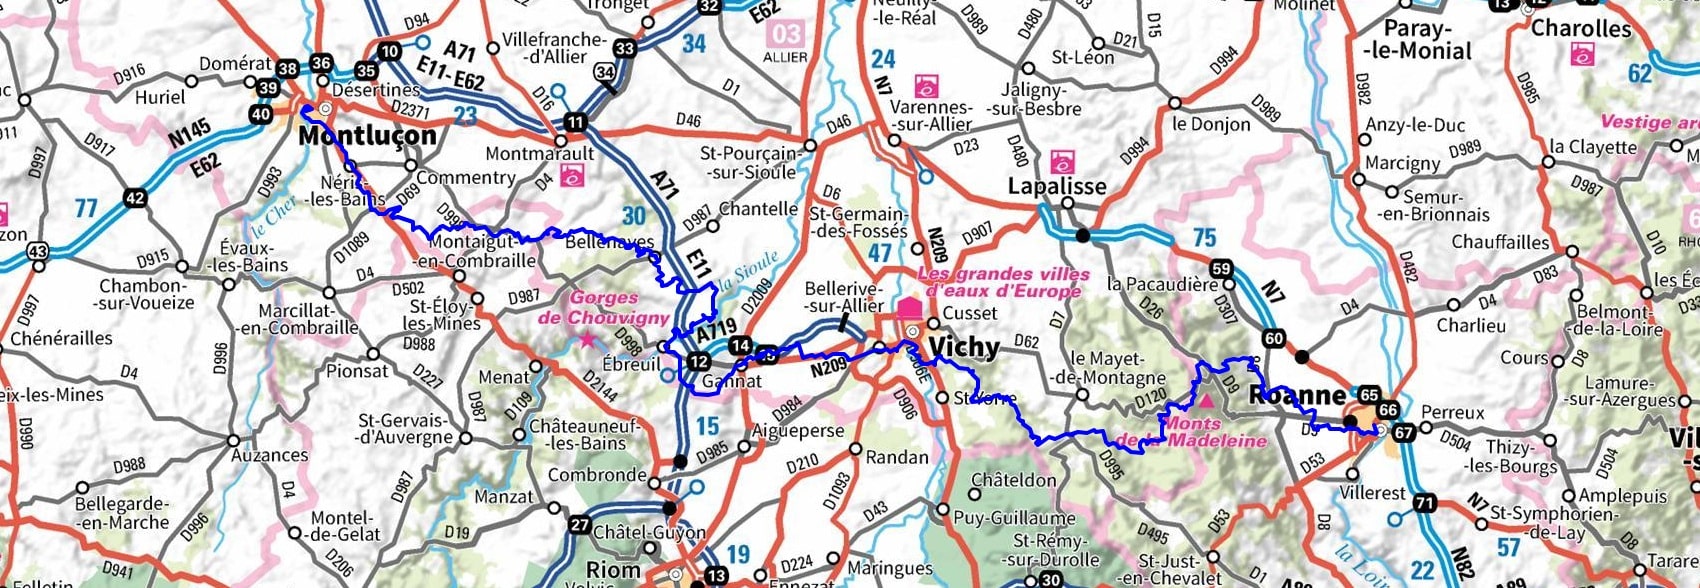 D94
Tronget
32
E62
Neuilly-
-le-Réal
D989
D480
D15
Molinet
13
Paray-
-le-Monial
Charolles
Villefranche-
-d'Allier
33
34
03
ALLIER
24
D21
St-Léon
62
10
A71
E11-E62
Domérat
38
36
35
D916
Huriel
39
Désertines
34
D1
N7
Varennes-
-sur-Allier
Jaligny-
-sur-Besbre
D994
D982
D985
40
D2371
23
D16
11
D46
D46
le Donjon
D989
Anzy-le-Duc
Vestige
N145
E62
Montluçon
Montmarault
St-Pourçain-
-sur-Sioule
D23
D480
D994
Marcigny
D989
la Clayette
D917
D997
D993
Néris-
-les-Bains
D69
Commentry
D4
A71
D6
Lapalisse
Semur-
-en-Brionnais
D987
42
77
le Cher
30
D987
Chantelle
St-Germain-
-des-Fossés
D907
75
D10
43
Évaux-
-les-Bains
D1089
Montaigut-
-en-Combraille
Bellenaves
E11
la Sioule
47
N209
Chauffailles
D915
D4
D502
Les grandes villes
d'eaux d'Europe
59
la Pacaudière
D482
D83
Chambon-
-sur-Voueize
Marcillat-
-en-Combraille
St-Éloy-
-les-Mines
D987
Gorges
de Chouvigny
D2009
Bellerive-
-sur-Allier
Cusset
D26
D307
N7
D4
D4
Charlieu
Belmont-
-de-la-Loire
D997
Chénérailles
D996
D988
D998
A719
14
12
Vichy
D62
D7
60
Cours
D8
Pionsat
Ébreuil
Gannat
N209
le Mayet-
-de-Montagne
Lamure-
-sur-Azergues
D4
D227
Menat
D2144
D984
D906E
St-Yorre
D120
D9
Roanne
65
66
D990
St-Gervais-
-d'Auvergne
D987
D109
Châteauneuf-
-les-Bains
15
Aigueperse
D906
Monts
de la Madeleine
67
Perreux
D504
Thizy-
-les-Bourgs
D504
Auzances
D988
Combronde
D985
D210
Randan
D995
D53
Bellegarde-
-en-Marche
D4
D987
Manzat
D1093
Châteldon
Villerest
71
N7
Amplepuis
D996
Montel-
-de-Gelat
D19
27
Châtel-Guyon
D43
Puy-Guillaume
D495
D53
D8
St-Symphorien-
-de-Lay
57
D941
D206
Riom
19
13
D224
Maringues
St-Rémy-
-sur-Durolle
30
St-Just-
-en-Chevalet
D1
22
N82
D8
Tarare